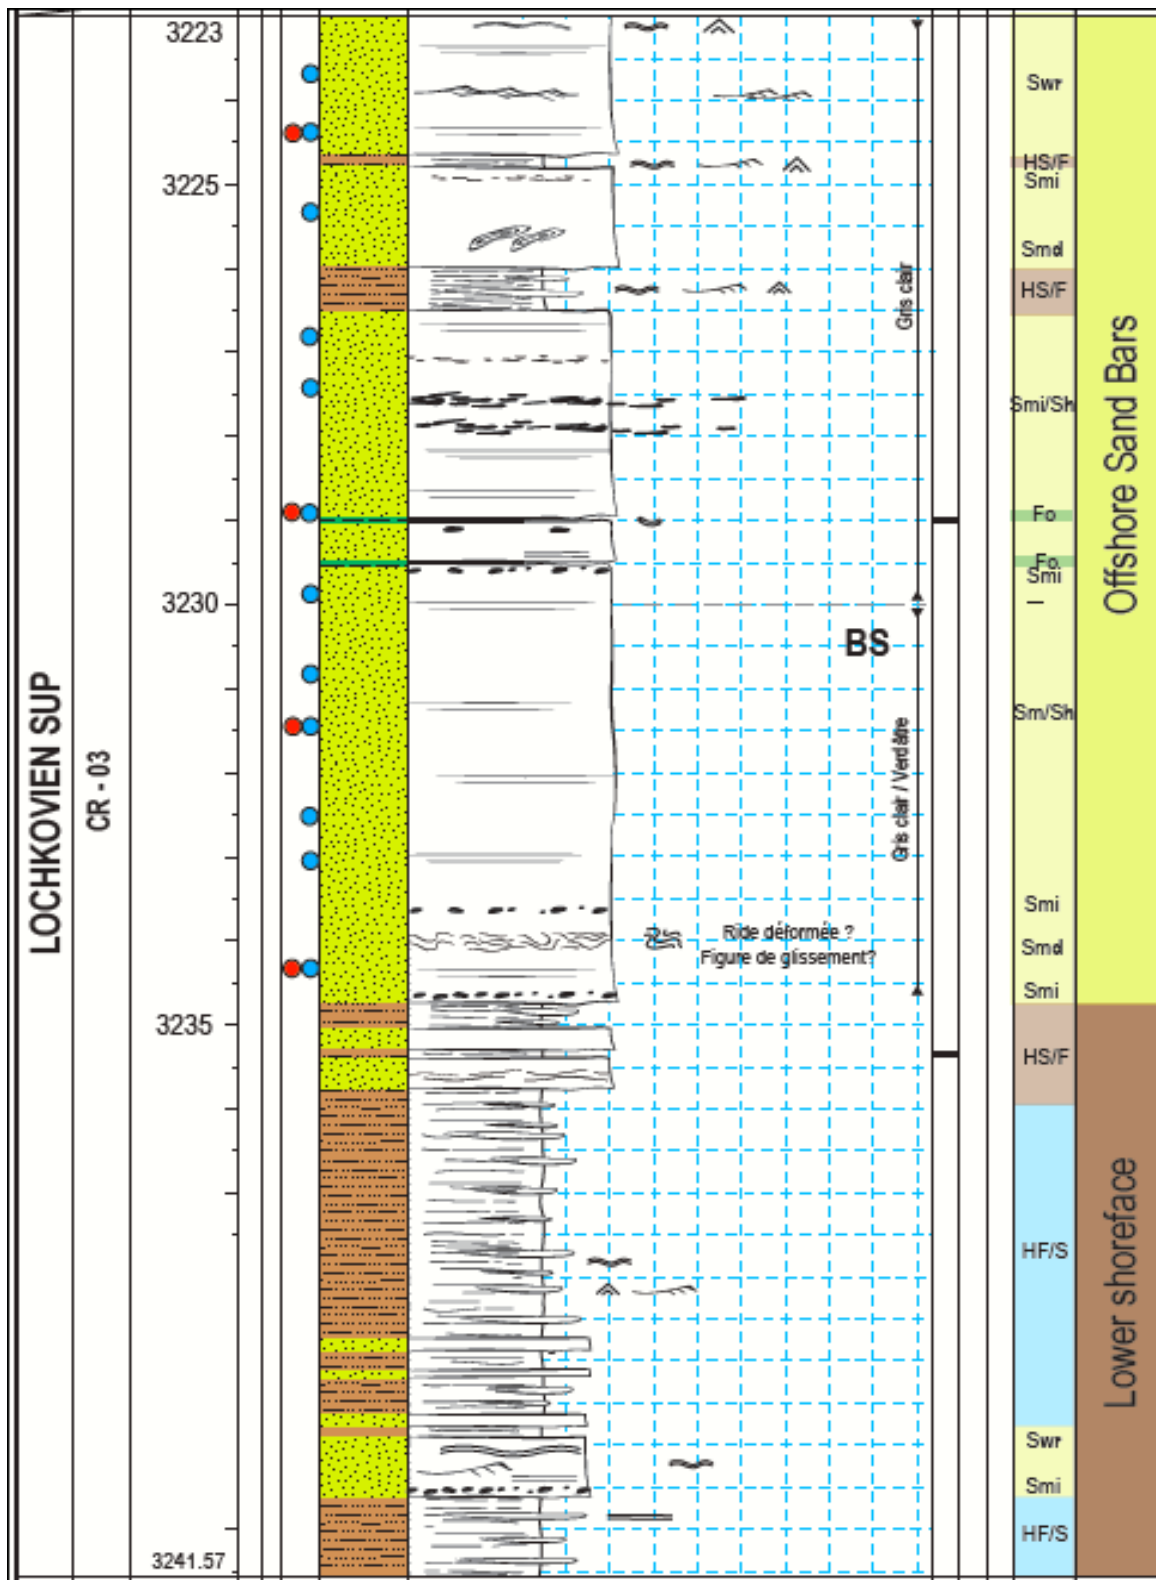 3223
3225
3230
3235
3241.57
LOCHKOVIEN SUP
CR - 03
Gris clair
BS
Gris clair / Verdâtre
Ride déformée ?
Figure de glissement?
Swr
HS/F
Smi
Smd
HS/F
Smi/Sh
Fo
Fo
Smi
Sm/Sh
Smi
Smd
Smi
HS/F
HF/S
Swr
Smi
HF/S
Offshore Sand Bars
Lower shoreface